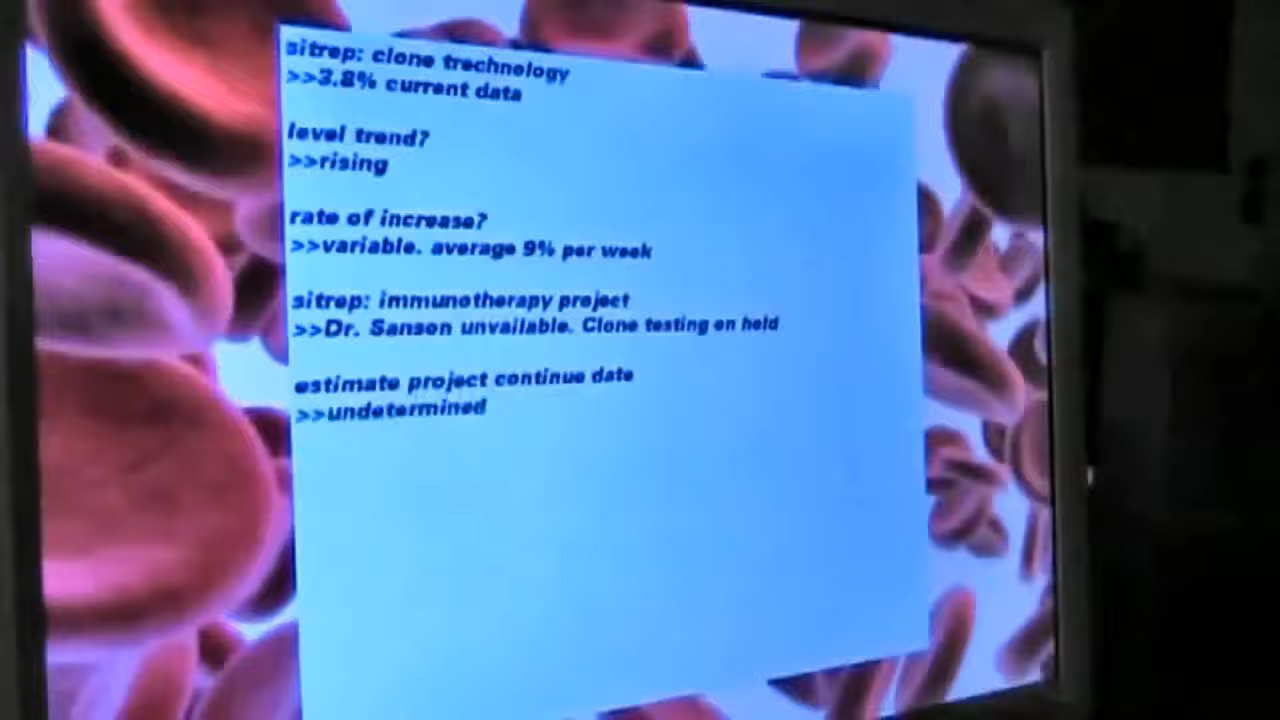 sitrep: clone trechnology
>>3.8% current data
level trend?
>>rising
rate of increase?
>>variable. average 9% per week
sitrep: immunotherapy project
>>Dr. Sanson unvailable. Clone testing on hold
estimate project continue date
>>undetermined